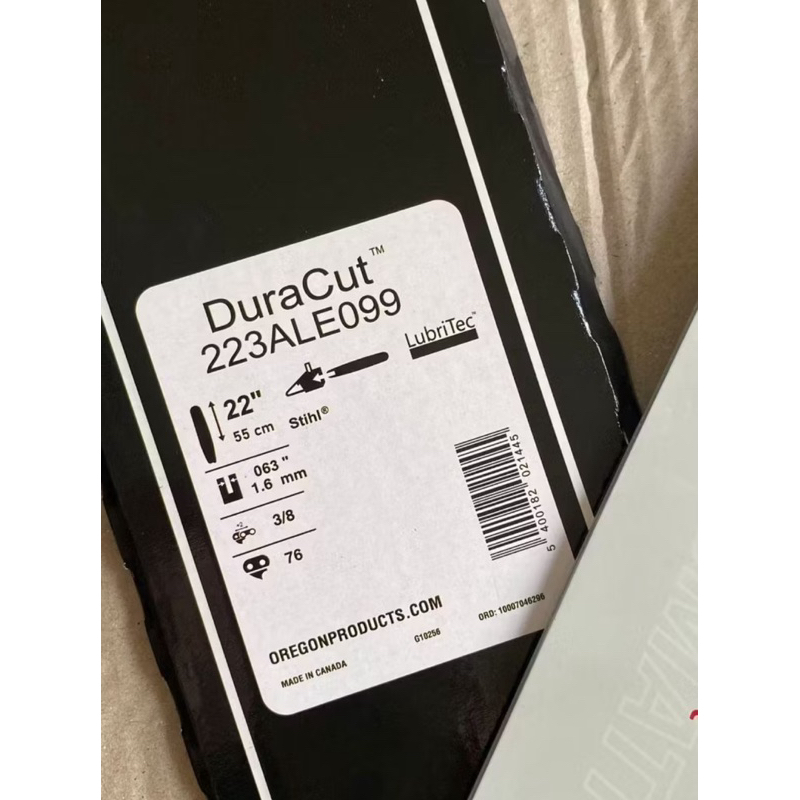 DuraCut™
223ALE099
LubriTec™
22"
55 cm
Stihl®
.063"
1.6 mm
3/8
76
5 400182 021445
OREGONPRODUCTS.COM
G10256
ORD: 10007046296
MADE IN CANADA